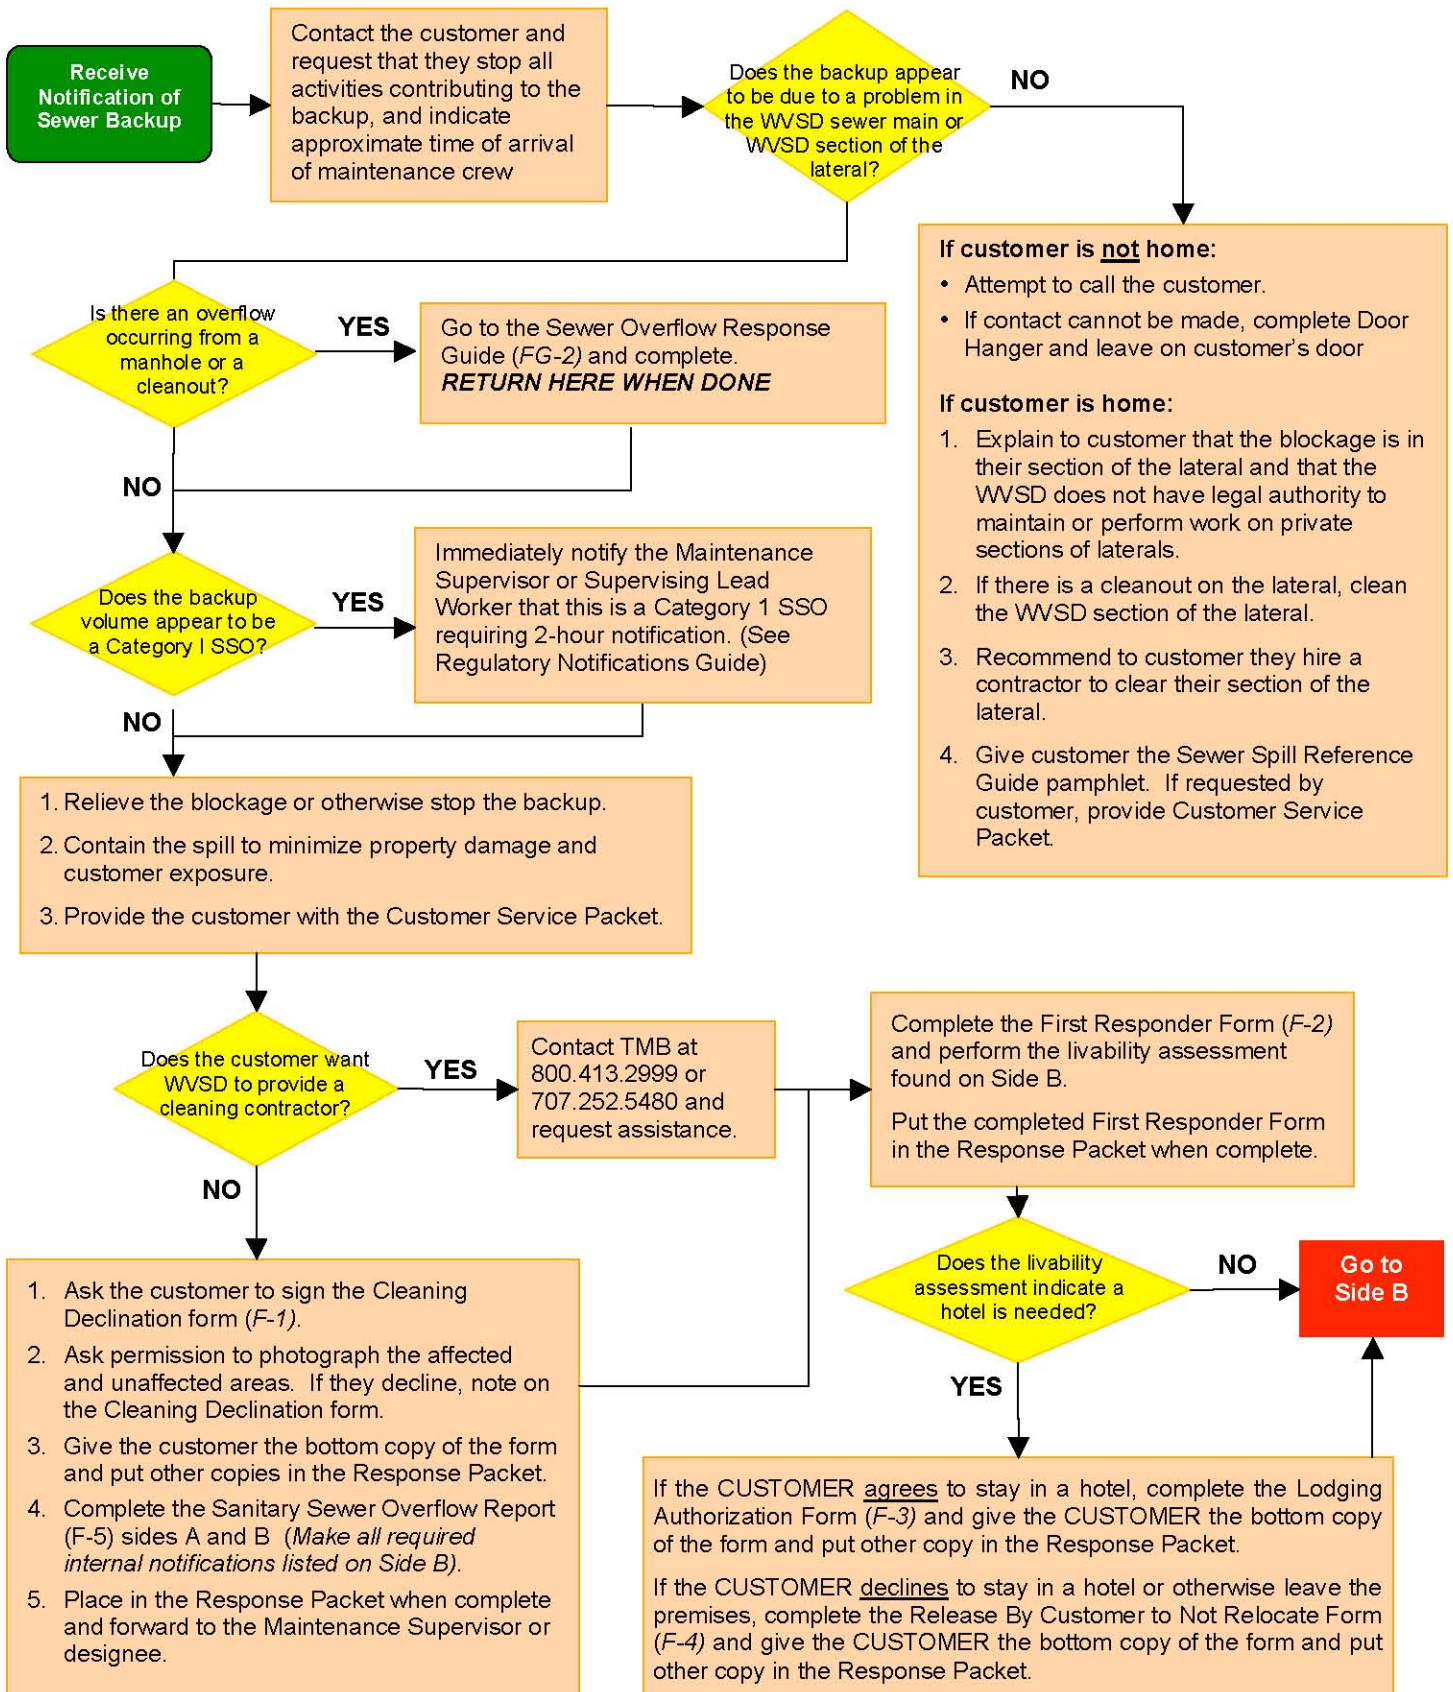 Receive
Notification of
Sewer Backup
Contact the customer and
request that they stop all
activities contributing to the
backup, and indicate
approximate time of arrival
of maintenance crew
Does the backup appear
to be due to a problem in
the WVSD sewer main or
WVSD section of the
lateral?
NO
If customer is not home:
• Attempt to call the customer.
• If contact cannot be made, complete Door
Hanger and leave on customer's door
If customer is home:
1. Explain to customer that the blockage is in
their section of the lateral and that the
WVSD does not have legal authority to
maintain or perform work on private
sections of laterals.
2. If there is a cleanout on the lateral, clean
the WVSD section of the lateral.
3. Recommend to customer they hire a
contractor to clear their section of the
lateral.
4. Give customer the Sewer Spill Reference
Guide pamphlet. If requested by
customer, provide Customer Service
Packet.
Is there an overflow
occurring from a
manhole or a
cleanout?
YES
Go to the Sewer Overflow Response
Guide (FG-2) and complete.
RETURN HERE WHEN DONE
NO
Does the backup
volume appear to be
a Category I SSO?
YES
Immediately notify the Maintenance
Supervisor or Supervising Lead
Worker that this is a Category 1 SSO
requiring 2-hour notification. (See
Regulatory Notifications Guide)
NO
1. Relieve the blockage or otherwise stop the backup.
2. Contain the spill to minimize property damage and
customer exposure.
3. Provide the customer with the Customer Service Packet.
Does the customer want
WVSD to provide a
cleaning contractor?
YES
Contact TMB at
800.413.2999 or
707.252.5480 and
request assistance.
Complete the First Responder Form (F-2)
and perform the livability assessment
found on Side B.
Put the completed First Responder Form
in the Response Packet when complete.
NO
1. Ask the customer to sign the Cleaning
Declination form (F-1).
2. Ask permission to photograph the affected
and unaffected areas. If they decline, note on
the Cleaning Declination form.
3. Give the customer the bottom copy of the form
and put other copies in the Response Packet.
4. Complete the Sanitary Sewer Overflow Report
(F-5) sides A and B (Make all required
internal notifications listed on Side B).
5. Place in the Response Packet when complete
and forward to the Maintenance Supervisor or
designee.
Does the livability
assessment indicate a
hotel is needed?
NO
Go to
Side B
YES
If the CUSTOMER agrees to stay in a hotel, complete the Lodging
Authorization Form (F-3) and give the CUSTOMER the bottom copy
of the form and put other copy in the Response Packet.
If the CUSTOMER declines to stay in a hotel or otherwise leave the
premises, complete the Release By Customer to Not Relocate Form
(F-4) and give the CUSTOMER the bottom copy of the form and put
other copy in the Response Packet.